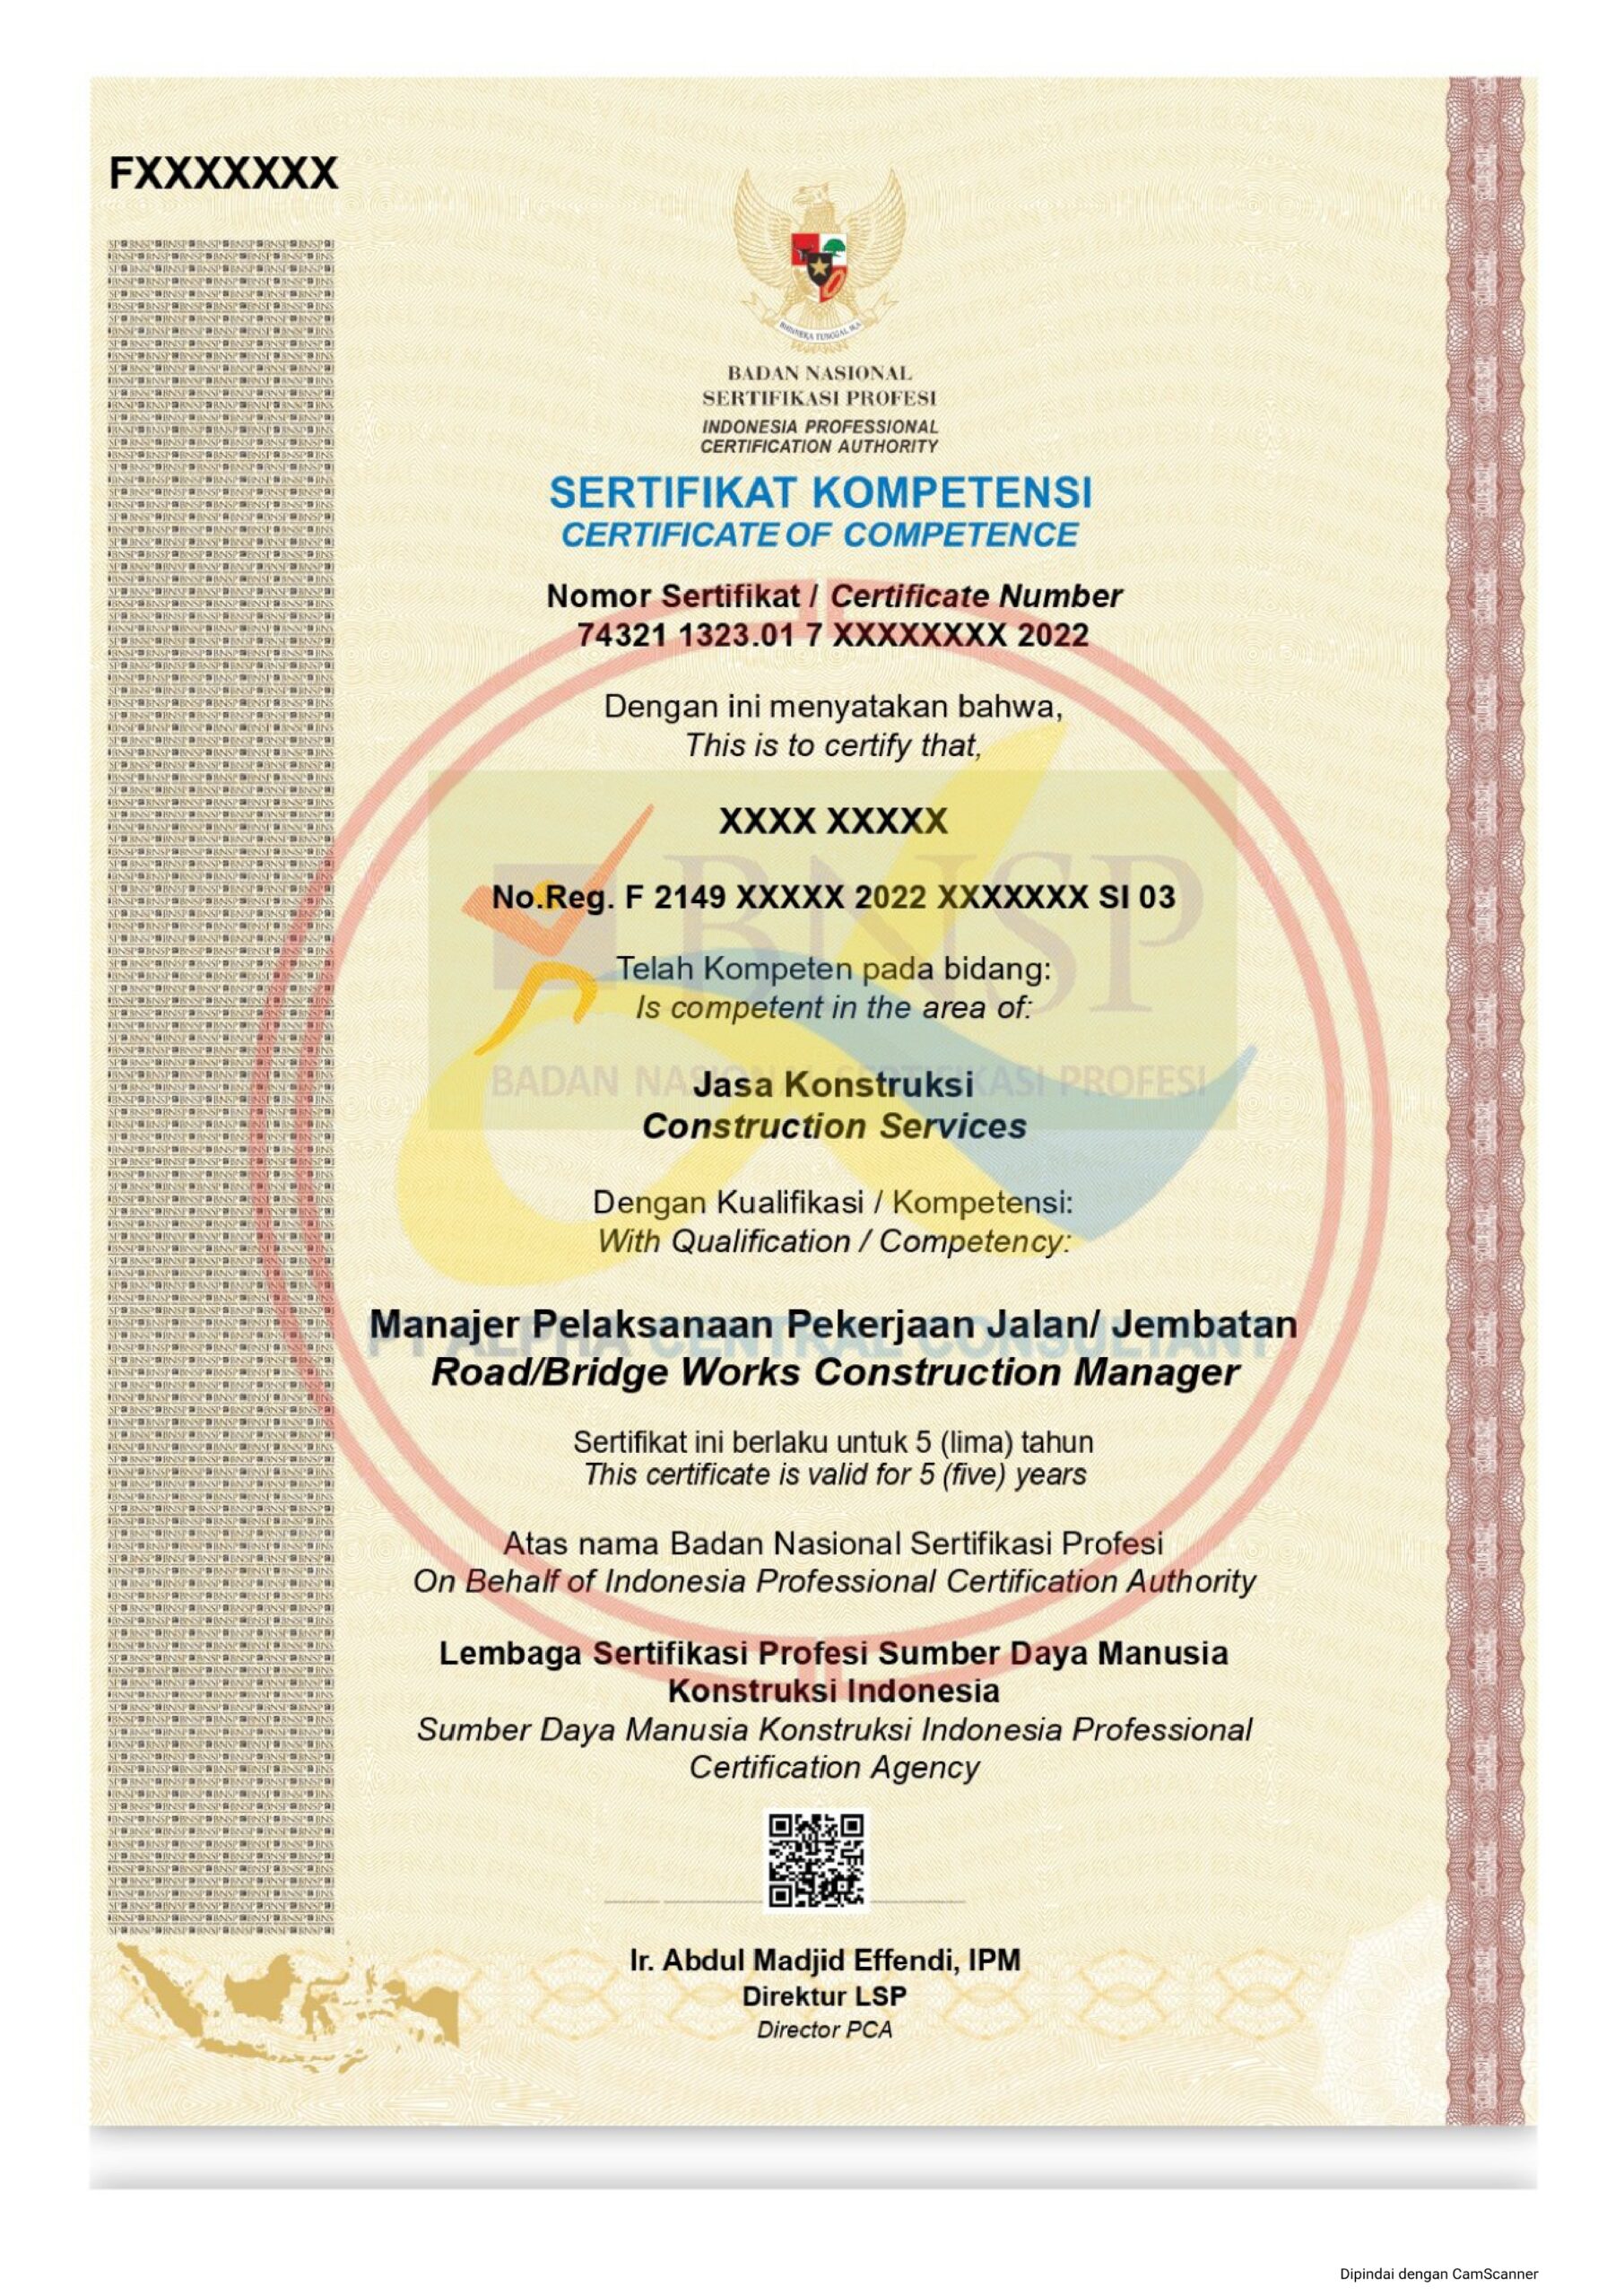 FXXXXXXX
BHINNEKA TUNGGAL IKA
BADAN NASIONAL
SERTIFIKASI PROFESI
INDONESIA PROFESSIONAL
CERTIFICATION AUTHORITY
SERTIFIKAT KOMPETENSI
CERTIFICATE OF COMPETENCE
Nomor Sertifikat / Certificate Number
74321 1323.01 7 XXXXXXXX 2022
Dengan ini menyatakan bahwa,
This is to certify that,
XXXX XXXXX
BNSP
No.Reg. F 2149 XXXXX 2022 XXXXXXX SI 03
Telah Kompeten pada bidang:
Is competent in the area of:
BADAN NASIONAL SERTIFIKASI PROFESI
Jasa Konstruksi
Construction Services
Dengan Kualifikasi / Kompetensi:
With Qualification / Competency:
Manajer Pelaksanaan Pekerjaan Jalan/ Jembatan
PT ALPHA CENTRAL CONSULTANT
Road/Bridge Works Construction Manager
Sertifikat ini berlaku untuk 5 (lima) tahun
This certificate is valid for 5 (five) years
Atas nama Badan Nasional Sertifikasi Profesi
On Behalf of Indonesia Professional Certification Authority
Lembaga Sertifikasi Profesi Sumber Daya Manusia
Konstruksi Indonesia
Sumber Daya Manusia Konstruksi Indonesia Professional
Certification Agency
Ir. Abdul Madjid Effendi, IPM
Direktur LSP
Director PCA
Dipindai dengan CamScanner